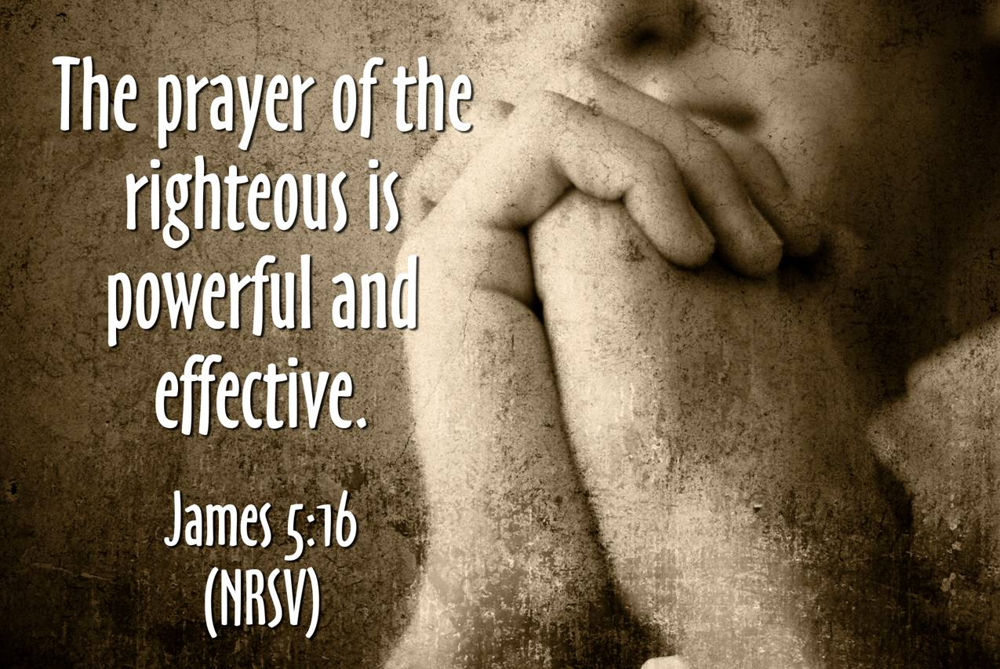 The prayer of the
righteous is
powerful and
effective.
James 5:16
(NRSV)